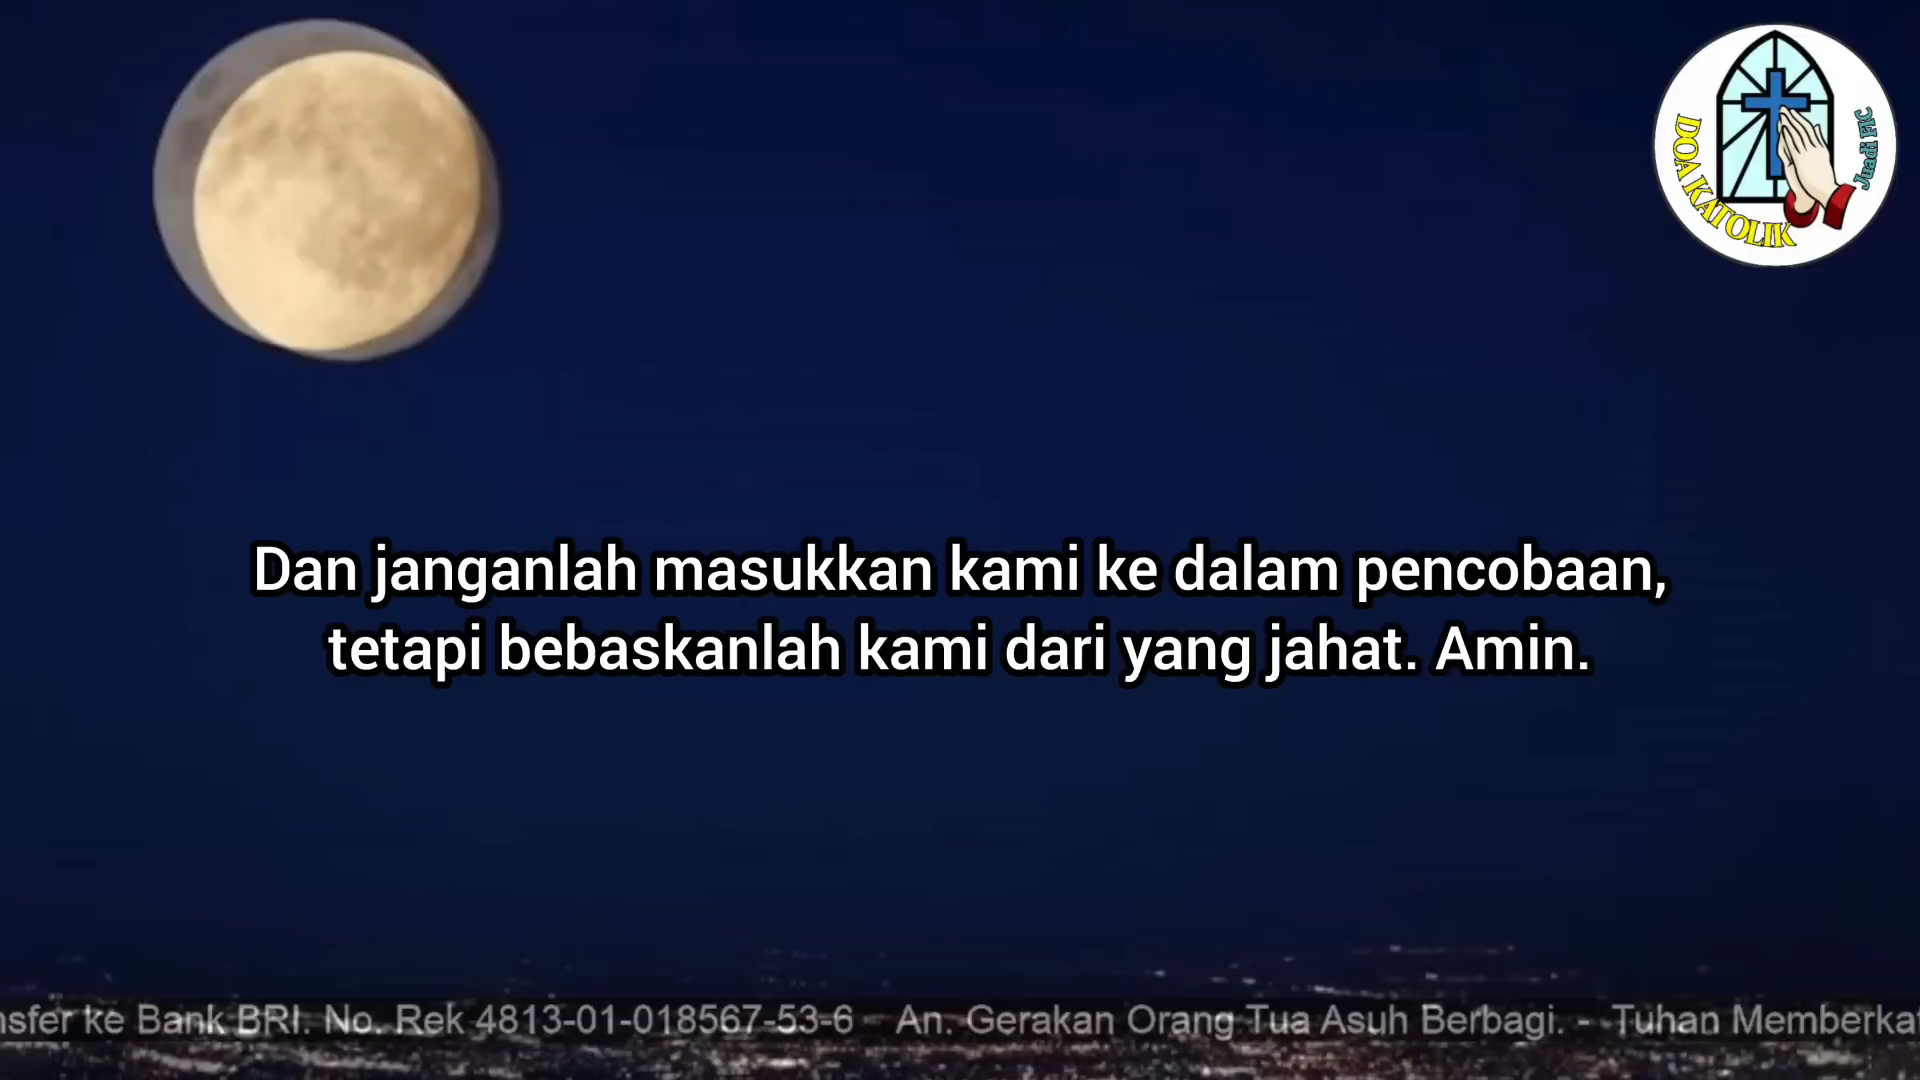 DOA KATOLIK
Juadi FIC
Dan janganlah masukkan kami ke dalam pencobaan,
tetapi bebaskanlah kami dari yang jahat. Amin.
nsfer ke Bank BRI. No. Rek 4813-01-018567-53-6 An. Gerakan Orang Tua Asuh Berbagi. - Tuhan Memberka